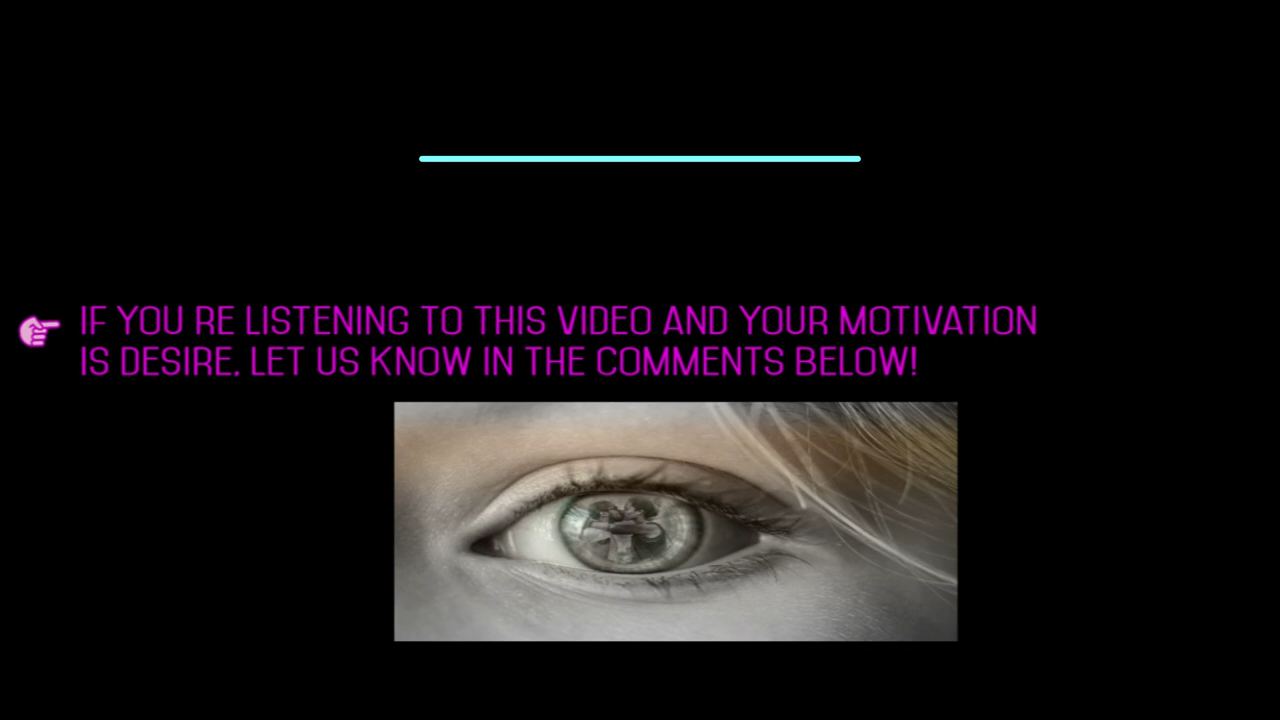 IF YOU RE LISTENING TO THIS VIDEO AND YOUR MOTIVATION
IS DESIRE. LET US KNOW IN THE COMMENTS BELOW!